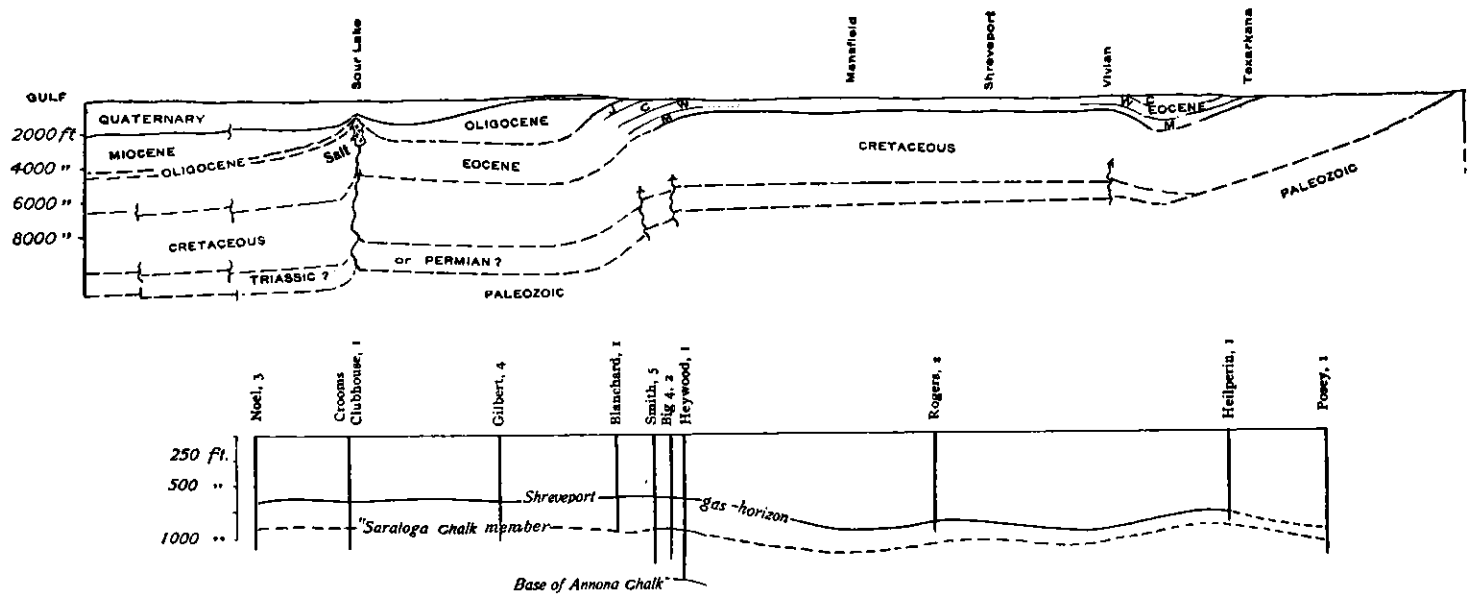 Sour Lake
Mansfield
Shreveport
Vivian
Texarkana
GULF
QUATERNARY
2000 ft
MIOCENE
4000 "
OLIGOCENE
6000 "
8000 "
CRETACEOUS
TRIASSIC ?
Salt
OLIGOCENE
EOCENE
J
C
W
M
or PERMIAN ?
PALEOZOIC
CRETACEOUS
W
EOCENE
M
PALEOZOIC
Noel, 3
Crooms
Clubhouse, 1
Gilbert, 4
Blanchard, 1
Smith, 5
Big 4, 2
Heywood, 1
Rogers, 2
Heilperin, 1
Posey, 1
250 ft.
500 "
1000 "
Shreveport gas-horizon
"Saratoga Chalk member
Base of Annona Chalk